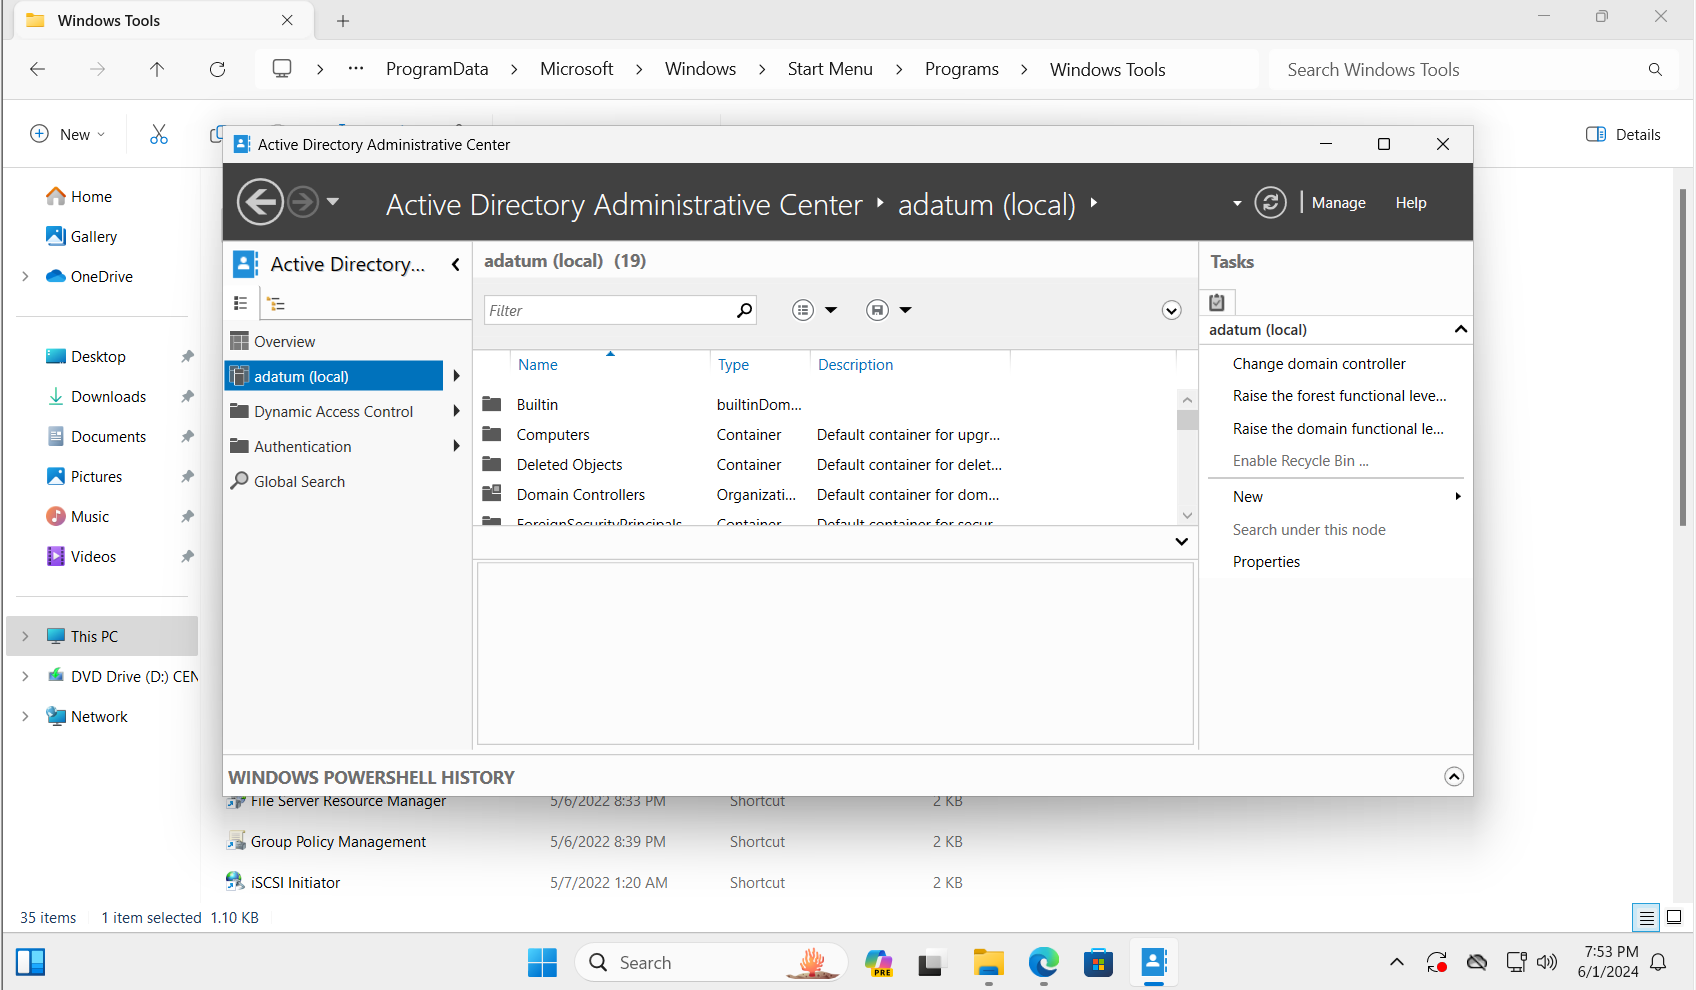 Windows Tools
ProgramData
Microsoft
Windows
Start Menu
Programs
Windows Tools
Search Windows Tools
New
Details
Home
Gallery
OneDrive
Desktop
Downloads
Documents
Pictures
Music
Videos
This PC
DVD Drive (D:) CEN
Network
Active Directory Administrative Center
Active Directory Administrative Center
adatum (local)
Manage
Help
Active Directory...
Overview
adatum (local)
Dynamic Access Control
Authentication
Global Search
adatum (local) (19)
Filter
Name Type Description
Builtin builtinDom...
Computers Container Default container for upgr...
Deleted Objects Container Default container for delet...
Domain Controllers Organizati... Default container for dom...
ForeignSecurityPrincipals Container Default container for secur
Tasks
adatum (local)
Change domain controller
Raise the forest functional leve...
Raise the domain functional le...
Enable Recycle Bin ...
New
Search under this node
Properties
WINDOWS POWERSHELL HISTORY
File Server Resource Manager 5/6/2022 8:33 PM Shortcut 2 KB
Group Policy Management 5/6/2022 8:39 PM Shortcut 2 KB
iSCSI Initiator 5/7/2022 1:20 AM Shortcut 2 KB
35 items 1 item selected 1.10 KB
Search
PRE
7:53 PM
6/1/2024